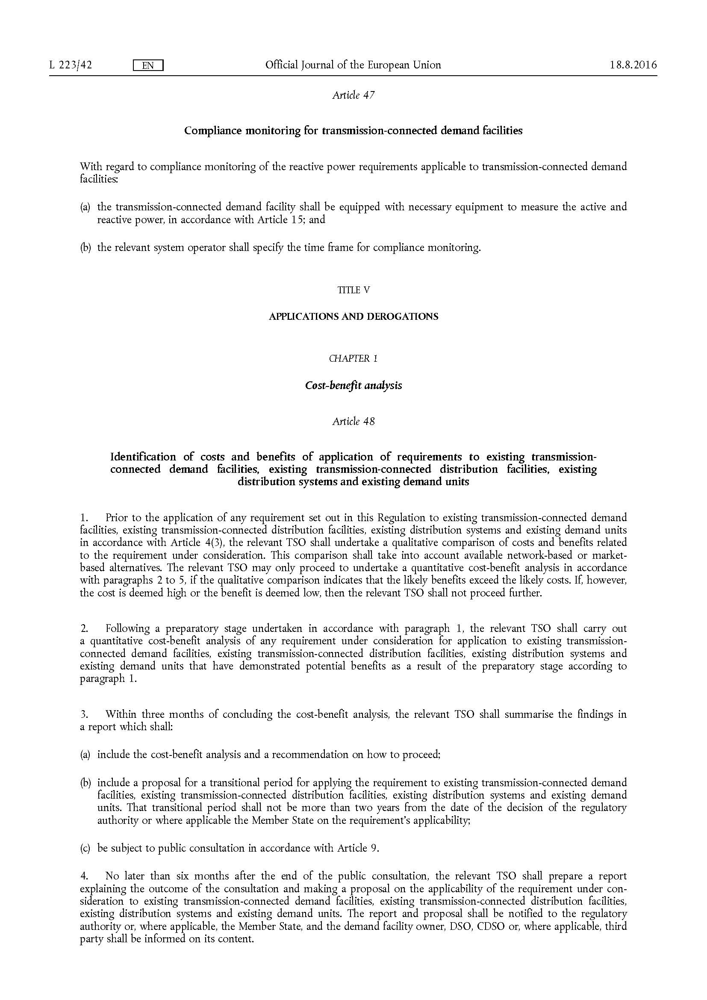 L 223/42 EN Official Journal of the European Union 18.8.2016
Article 47
Compliance monitoring for transmission-connected demand facilities
With regard to compliance monitoring of the reactive power requirements applicable to transmission-connected demand
facilities:
(a) the transmission-connected demand facility shall be equipped with necessary equipment to measure the active and
reactive power, in accordance with Article 15; and
(b) the relevant system operator shall specify the time frame for compliance monitoring.
TITLE V
APPLICATIONS AND DEROGATIONS
CHAPTER 1
Cost-benefit analysis
Article 48
Identification of costs and benefits of application of requirements to existing transmission-
connected demand facilities, existing transmission-connected distribution facilities, existing
distribution systems and existing demand units
1. Prior to the application of any requirement set out in this Regulation to existing transmission-connected demand
facilities, existing transmission-connected distribution facilities, existing distribution systems and existing demand units
in accordance with Article 4(3), the relevant TSO shall undertake a qualitative comparison of costs and benefits related
to the requirement under consideration. This comparison shall take into account available network-based or market-
based alternatives. The relevant TSO may only proceed to undertake a quantitative cost-benefit analysis in accordance
with paragraphs 2 to 5, if the qualitative comparison indicates that the likely benefits exceed the likely costs. If, however,
the cost is deemed high or the benefit is deemed low, then the relevant TSO shall not proceed further.
2. Following a preparatory stage undertaken in accordance with paragraph 1, the relevant TSO shall carry out
a quantitative cost-benefit analysis of any requirement under consideration for application to existing transmission-
connected demand facilities, existing transmission-connected distribution facilities, existing distribution systems and
existing demand units that have demonstrated potential benefits as a result of the preparatory stage according to
paragraph 1.
3. Within three months of concluding the cost-benefit analysis, the relevant TSO shall summarise the findings in
a report which shall:
(a) include the cost-benefit analysis and a recommendation on how to proceed;
(b) include a proposal for a transitional period for applying the requirement to existing transmission-connected demand
facilities, existing transmission-connected distribution facilities, existing distribution systems and existing demand
units. That transitional period shall not be more than two years from the date of the decision of the regulatory
authority or where applicable the Member State on the requirement's applicability;
(c) be subject to public consultation in accordance with Article 9.
4. No later than six months after the end of the public consultation, the relevant TSO shall prepare a report
explaining the outcome of the consultation and making a proposal on the applicability of the requirement under con-
sideration to existing transmission-connected demand facilities, existing transmission-connected distribution facilities,
existing distribution systems and existing demand units. The report and proposal shall be notified to the regulatory
authority or, where applicable, the Member State, and the demand facility owner, DSO, CDSO or, where applicable, third
party shall be informed on its content.